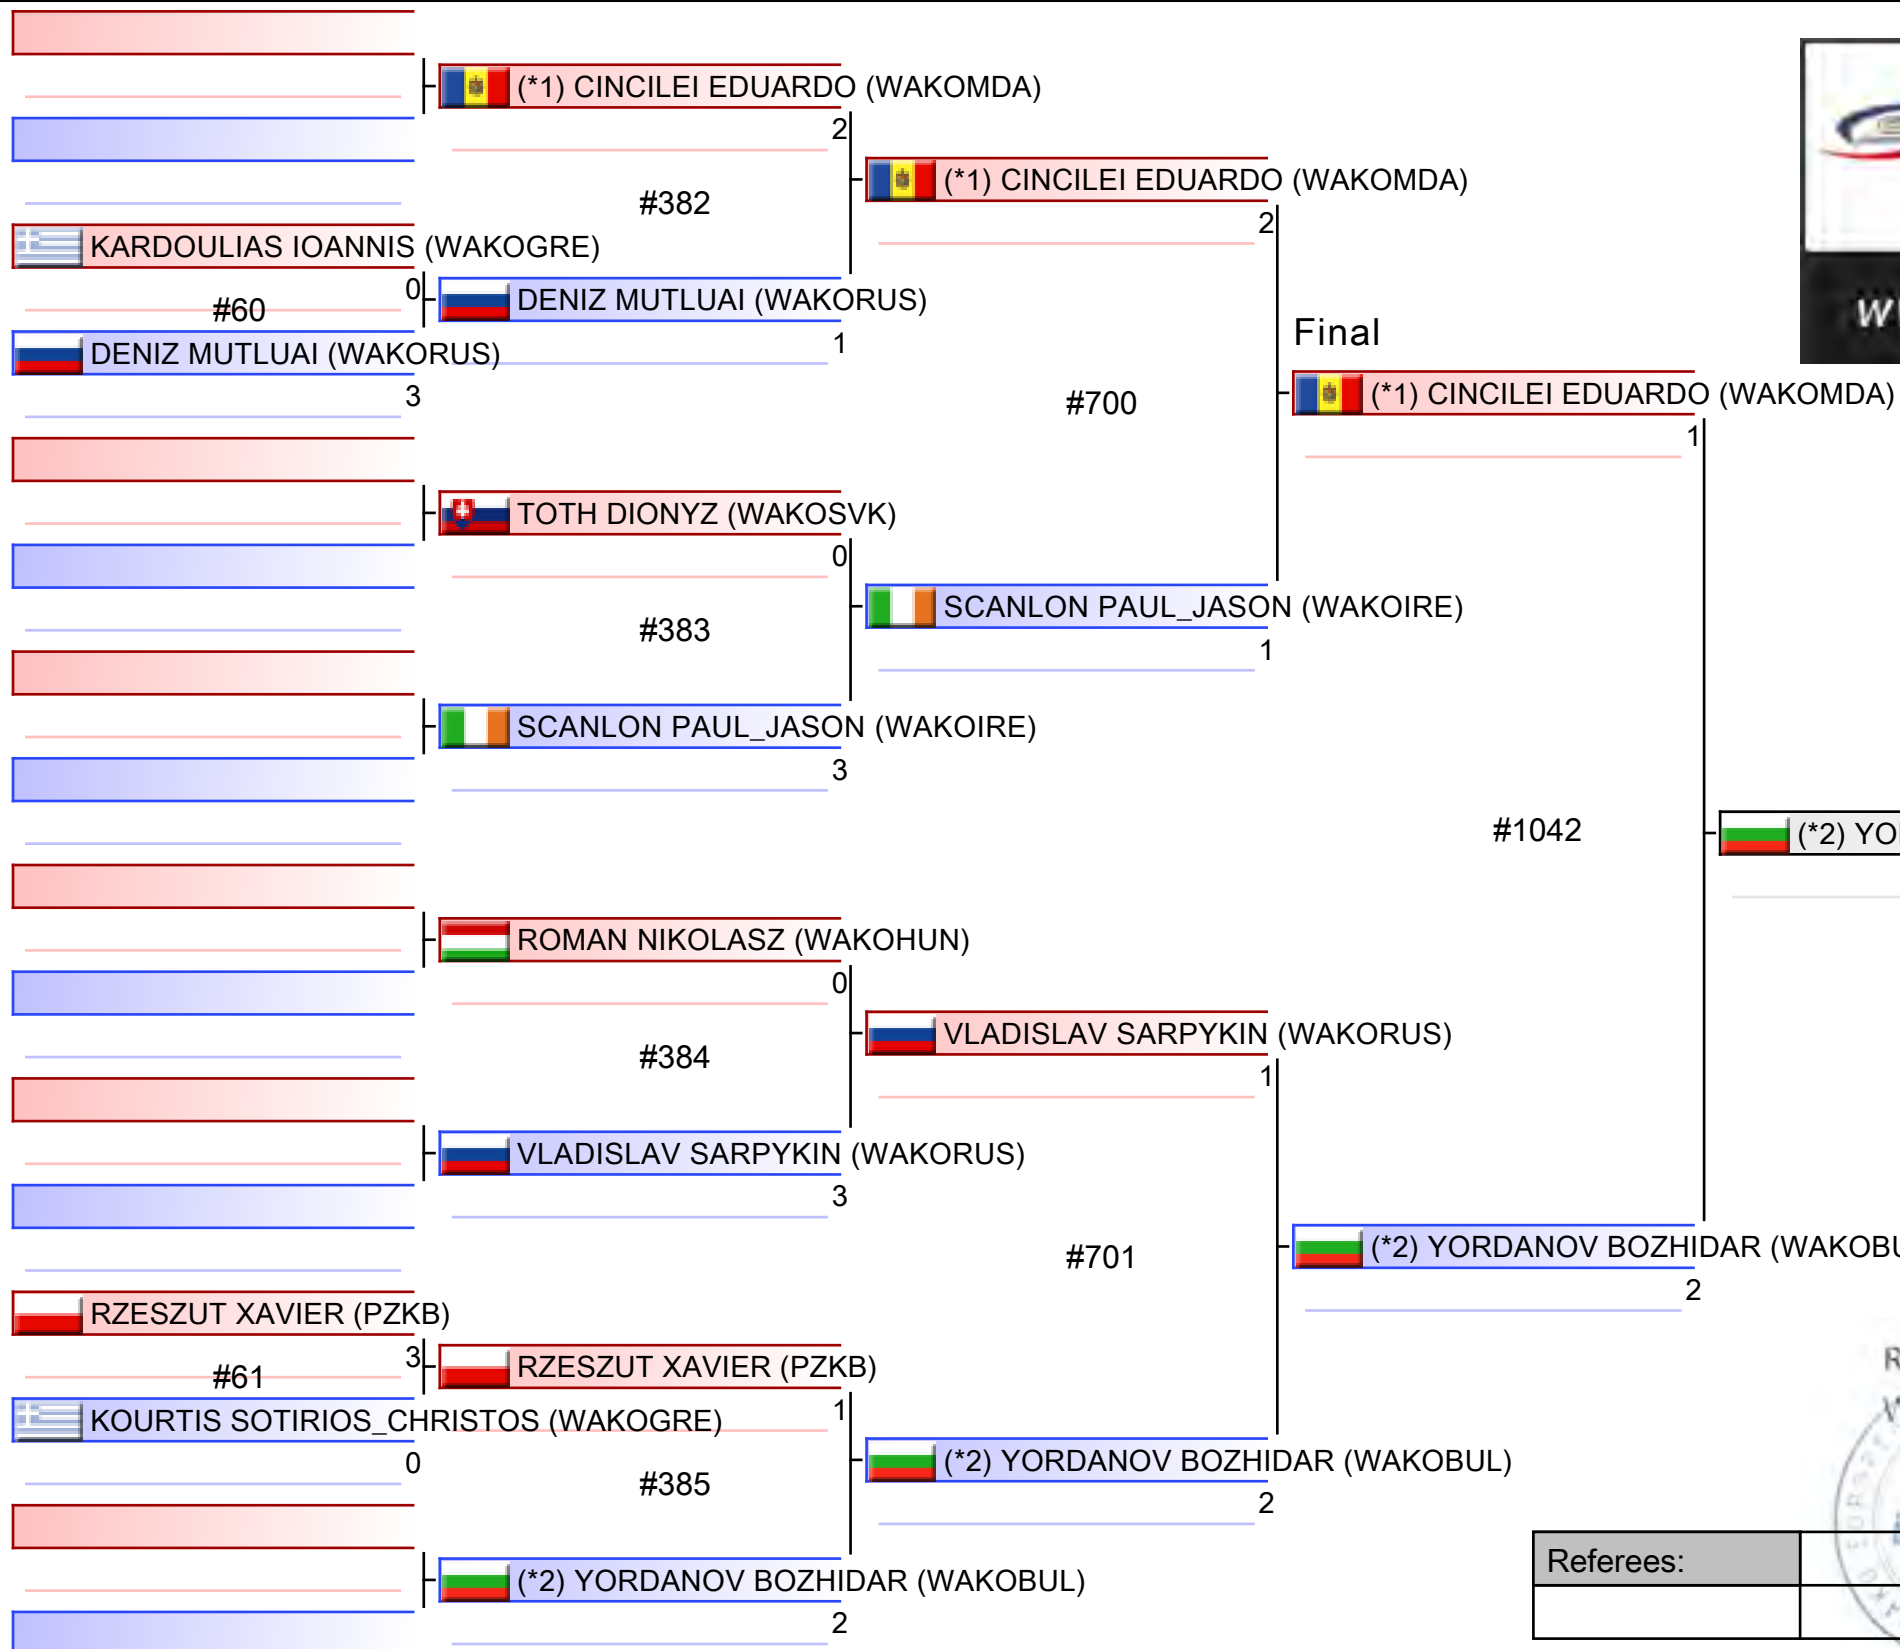 (*1) CINCILEI EDUARDO (WAKOMDA)
2
#382
(*1) CINCILEI EDUARDO (WAKOMDA)
2
KARDOULIAS IOANNIS (WAKOGRE)
0
#60
DENIZ MUTLUAI (WAKORUS)
1
DENIZ MUTLUAI (WAKORUS)
3
Final
#700
(*1) CINCILEI EDUARDO (WAKOMDA)
1
TOTH DIONYZ (WAKOSVK)
0
#383
SCANLON PAUL_JASON (WAKOIRE)
1
SCANLON PAUL_JASON (WAKOIRE)
3
#1042
(*2)
ROMAN NIKOLASZ (WAKOHUN)
0
#384
VLADISLAV SARPYKIN (WAKORUS)
1
VLADISLAV SARPYKIN (WAKORUS)
3
#701
(*2) YORDANOV BOZHIDAR (WAKOBU
2
RZESZUT XAVIER (PZKB)
3
#61
RZESZUT XAVIER (PZKB)
1
KOURTIS SOTIRIOS_CHRISTOS (WAKOGRE)
0
#385
(*2) YORDANOV BOZHIDAR (WAKOBUL)
2
(*2) YORDANOV BOZHIDAR (WAKOBUL)
2
Referees: